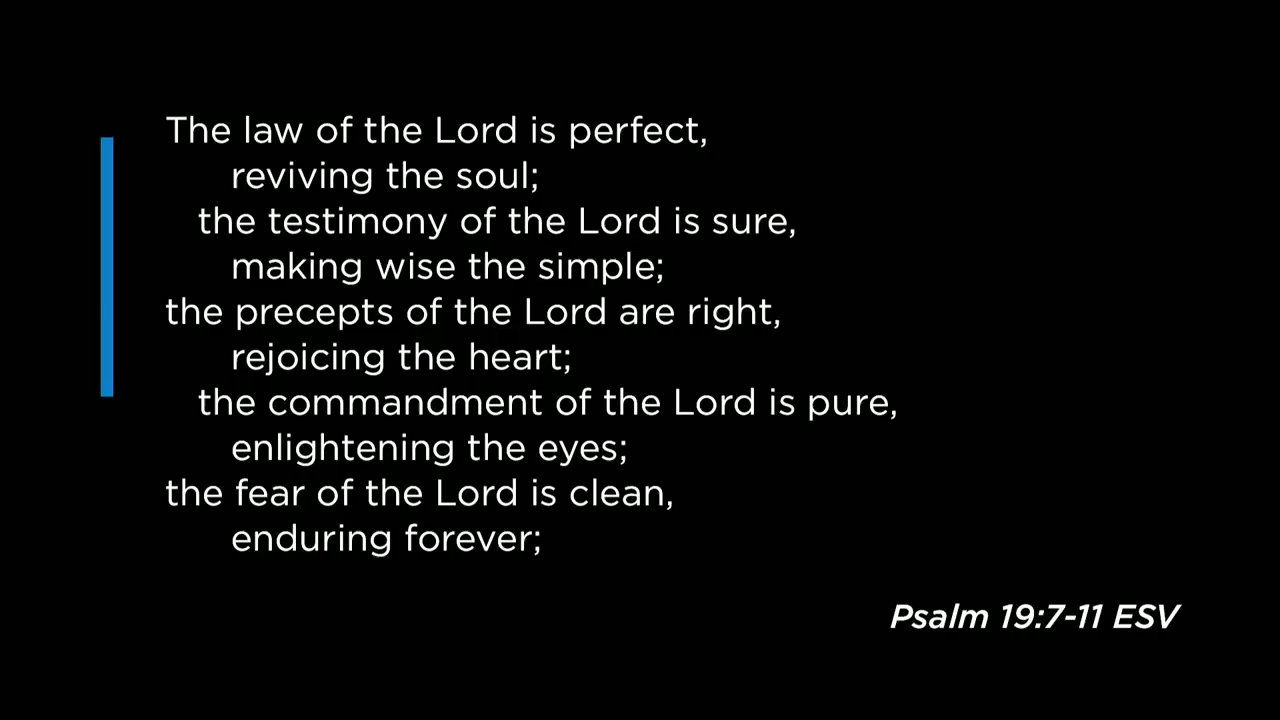 The law of the Lord is perfect,
reviving the soul;
the testimony of the Lord is sure,
making wise the simple;
the precepts of the Lord are right,
rejoicing the heart;
the commandment of the Lord is pure,
enlightening the eyes;
the fear of the Lord is clean,
enduring forever;
Psalm 19:7-11 ESV